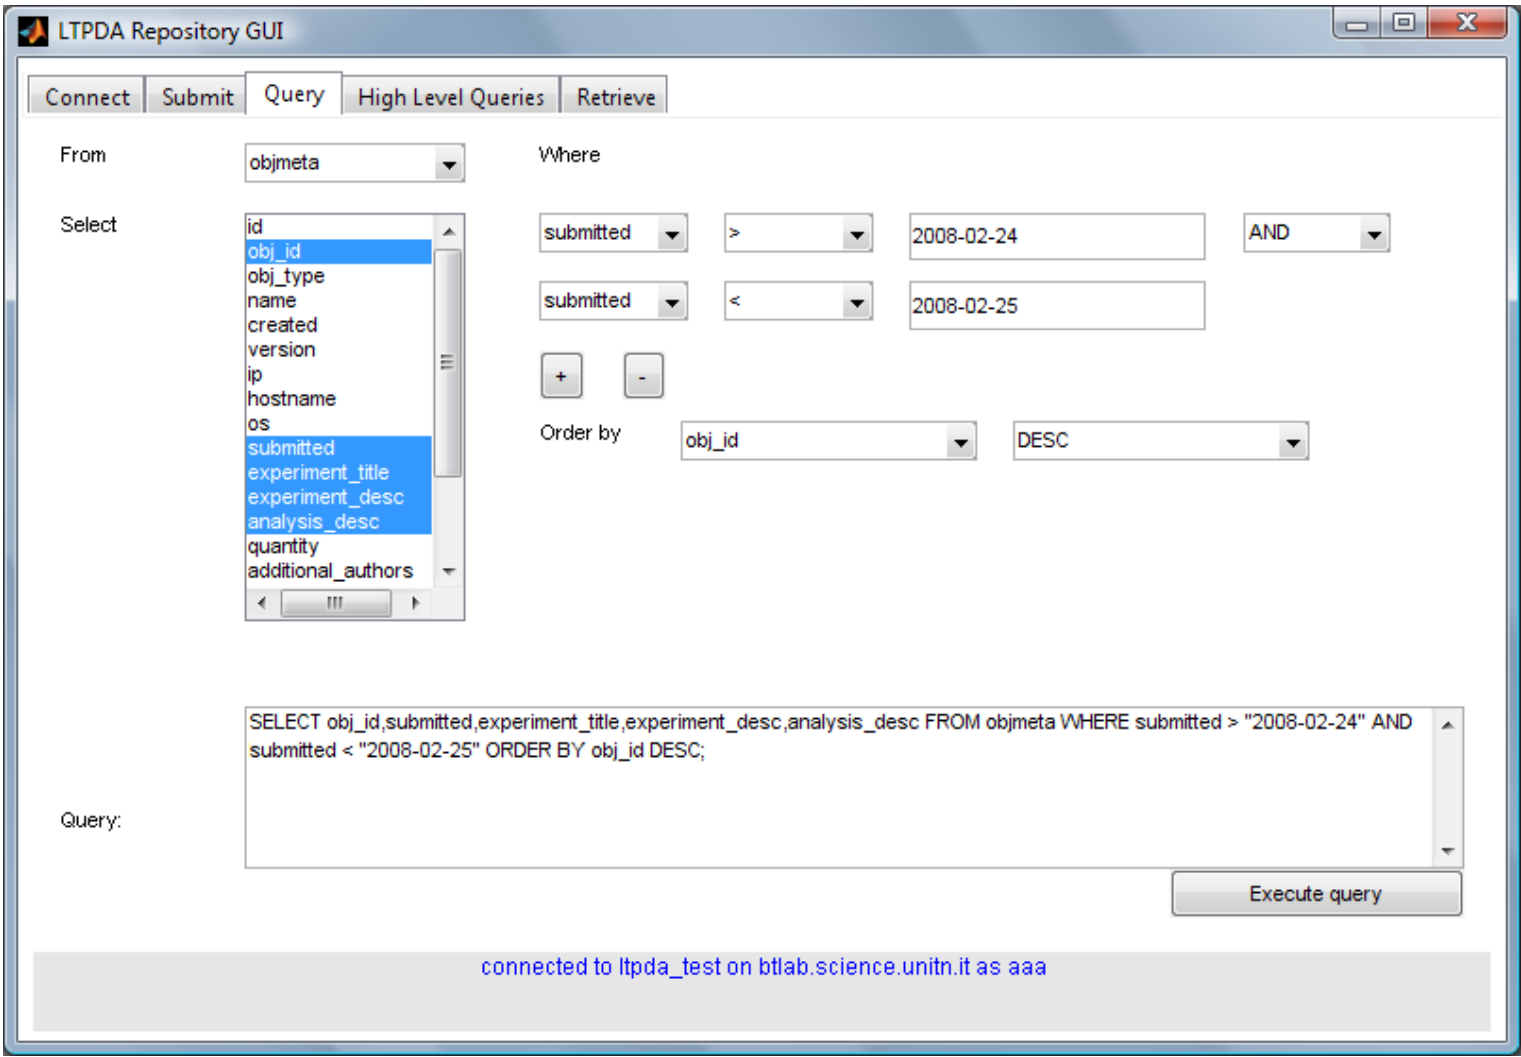 LTPDA Repository GUI
Connect Submit Query High Level Queries Retrieve
From objmeta Where
Select
id
obj_id
obj_type
name
created
version
ip
hostname
os
submitted
experiment_title
experiment_desc
analysis_desc
quantity
additional_authors
submitted > 2008-02-24 AND
submitted < 2008-02-25
+ -
Order by obj_id DESC
Query:
SELECT obj_id,submitted,experiment_title,experiment_desc,analysis_desc FROM objmeta WHERE submitted > "2008-02-24" AND
submitted < "2008-02-25" ORDER BY obj_id DESC;
Execute query
connected to ltpda_test on btlab.science.unitn.it as aaa